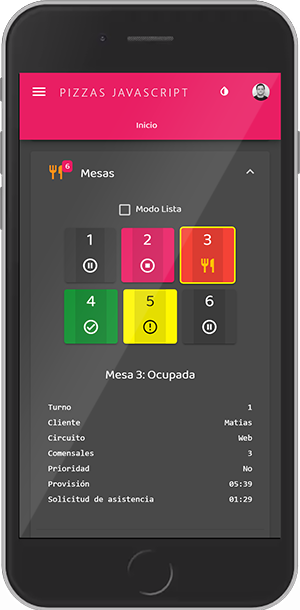 PIZZAS JAVASCRIPT
Inicio
6
Mesas
Modo Lista
1 2 3
4 5 6
Mesa 3: Ocupada
Turno 1
Cliente Matias
Circuito Web
Comensales 3
Prioridad No
Provisión 05:39
Solicitud de asistencia 01:29